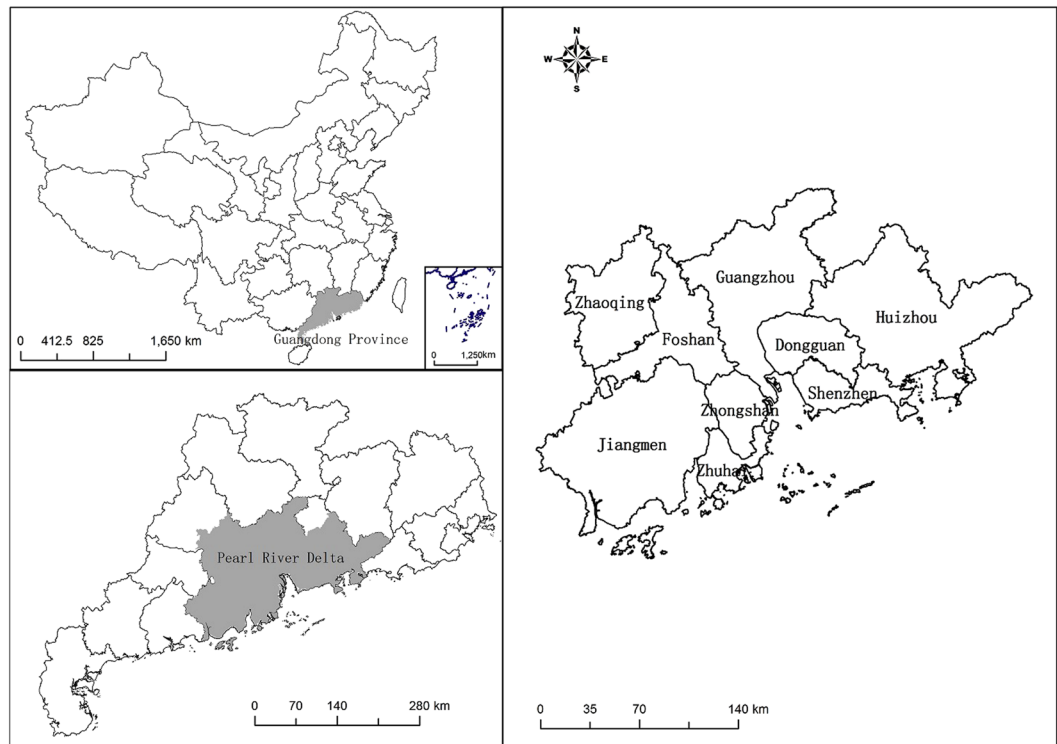 Guangdong Province
0 412.5 825 1,650 km
0 1,250km
Pearl River Delta
0 70 140 280 km
N
W E
S
Guangzhou
Zhaoqing
Huizhou
Foshan
Dongguan
Shenzhen
Zhongshan
Jiangmen
Zhuhai
0 35 70 140 km